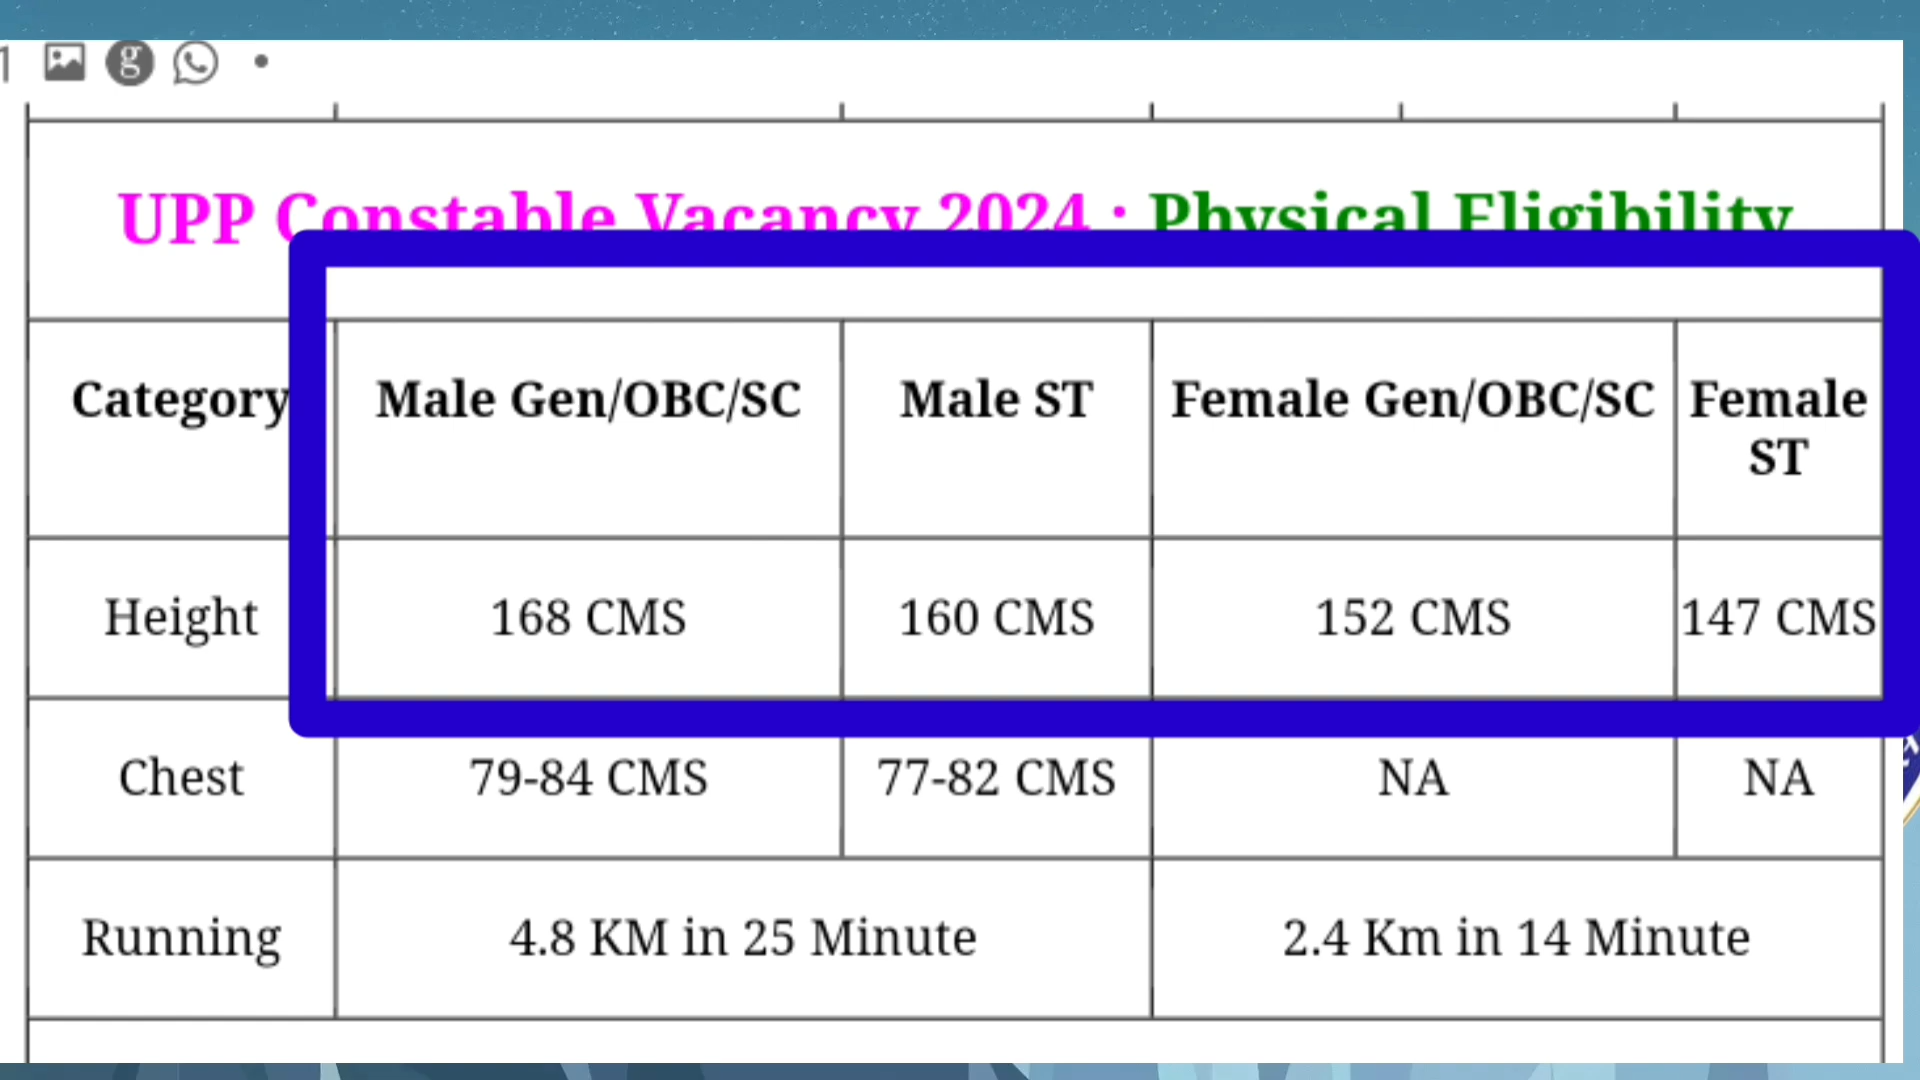 1 g
UPP Constable Vacancy 2024 : Physical Eligibility
Category Male Gen/OBC/SC Male ST Female Gen/OBC/SC Female ST
Height 168 CMS 160 CMS 152 CMS 147 CMS
Chest 79-84 CMS 77-82 CMS NA NA
Running 4.8 KM in 25 Minute 2.4 Km in 14 Minute